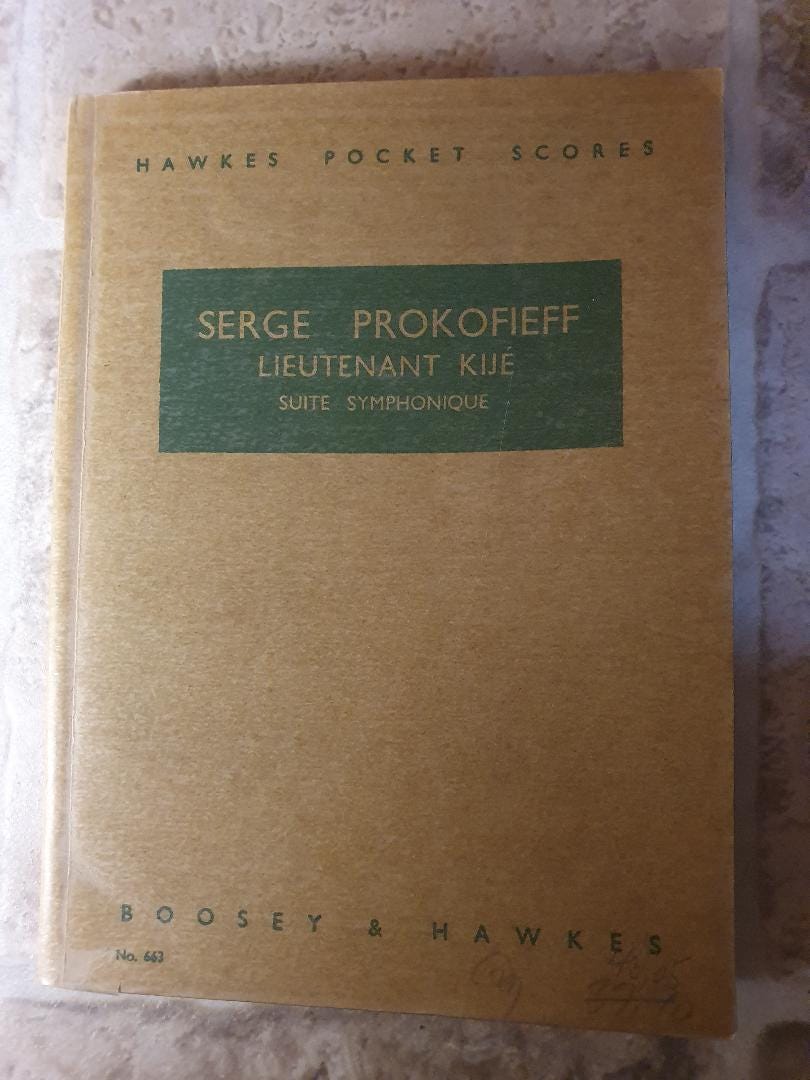 HAWKES POCKET SCORES
SERGE PROKOFIEFF
LIEUTENANT KIJÉ
SUITE SYMPHONIQUE
BOOSEY & HAWKES
No. 663